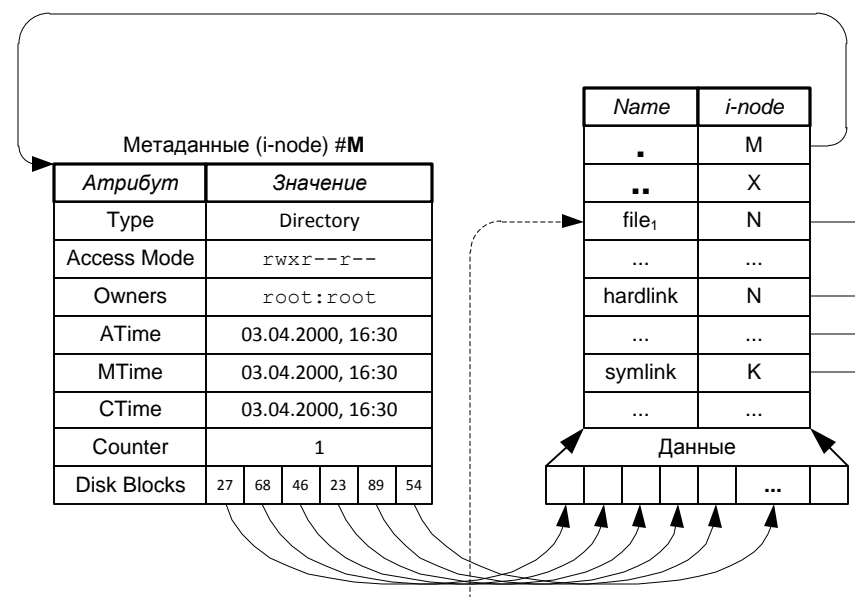 Метаданные (i-node) #M
Атрибут Значение
Type Directory
Access Mode rwxr--r--
Owners root:root
ATime 03.04.2000, 16:30
MTime 03.04.2000, 16:30
CTime 03.04.2000, 16:30
Counter 1
Disk Blocks 27 68 46 23 89 54
Name i-node
. M
.. X
file₁ N
... ...
hardlink N
... ...
symlink K
... ...
Данные
...